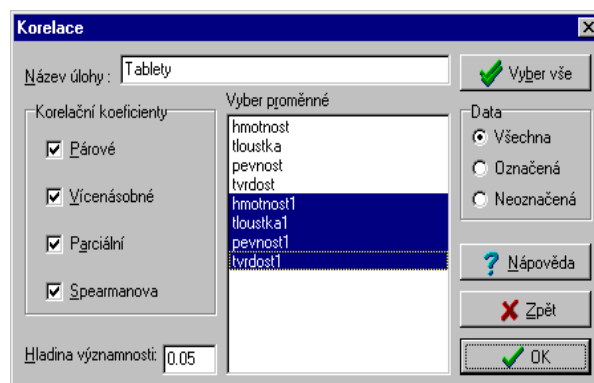 Korelace
Název úlohy :
Tablety
Vyber vše
Korelační koeficienty
Párové
Vícenásobné
Parciální
Spearmanova
Hladina významnosti:
0.05
Vyber proměnné
hmotnost
tloustka
pevnost
tvrdost
hmotnost1
tloustka1
pevnost1
tvrdost1
Data
Všechna
Označená
Neoznačená
Nápověda
Zpět
OK